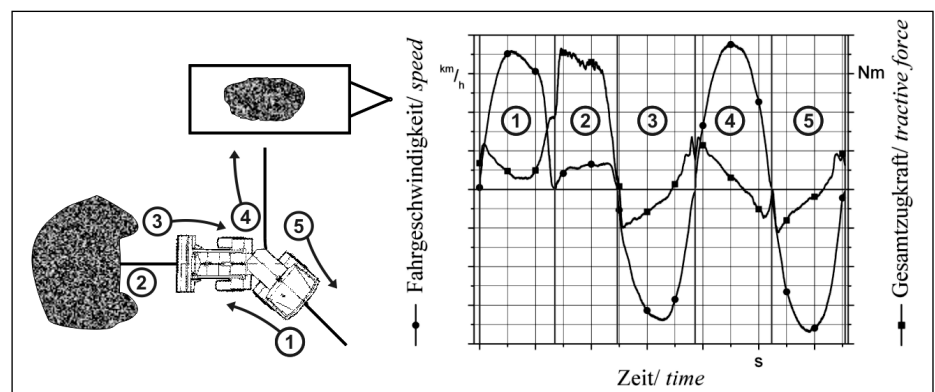 ①
②
③
④
⑤
Fahrgeschwindigkeit/ speed
km/h
① ② ③ ④ ⑤
s
Zeit/ time
Nm
Gesamtzugkraft/ tractive force